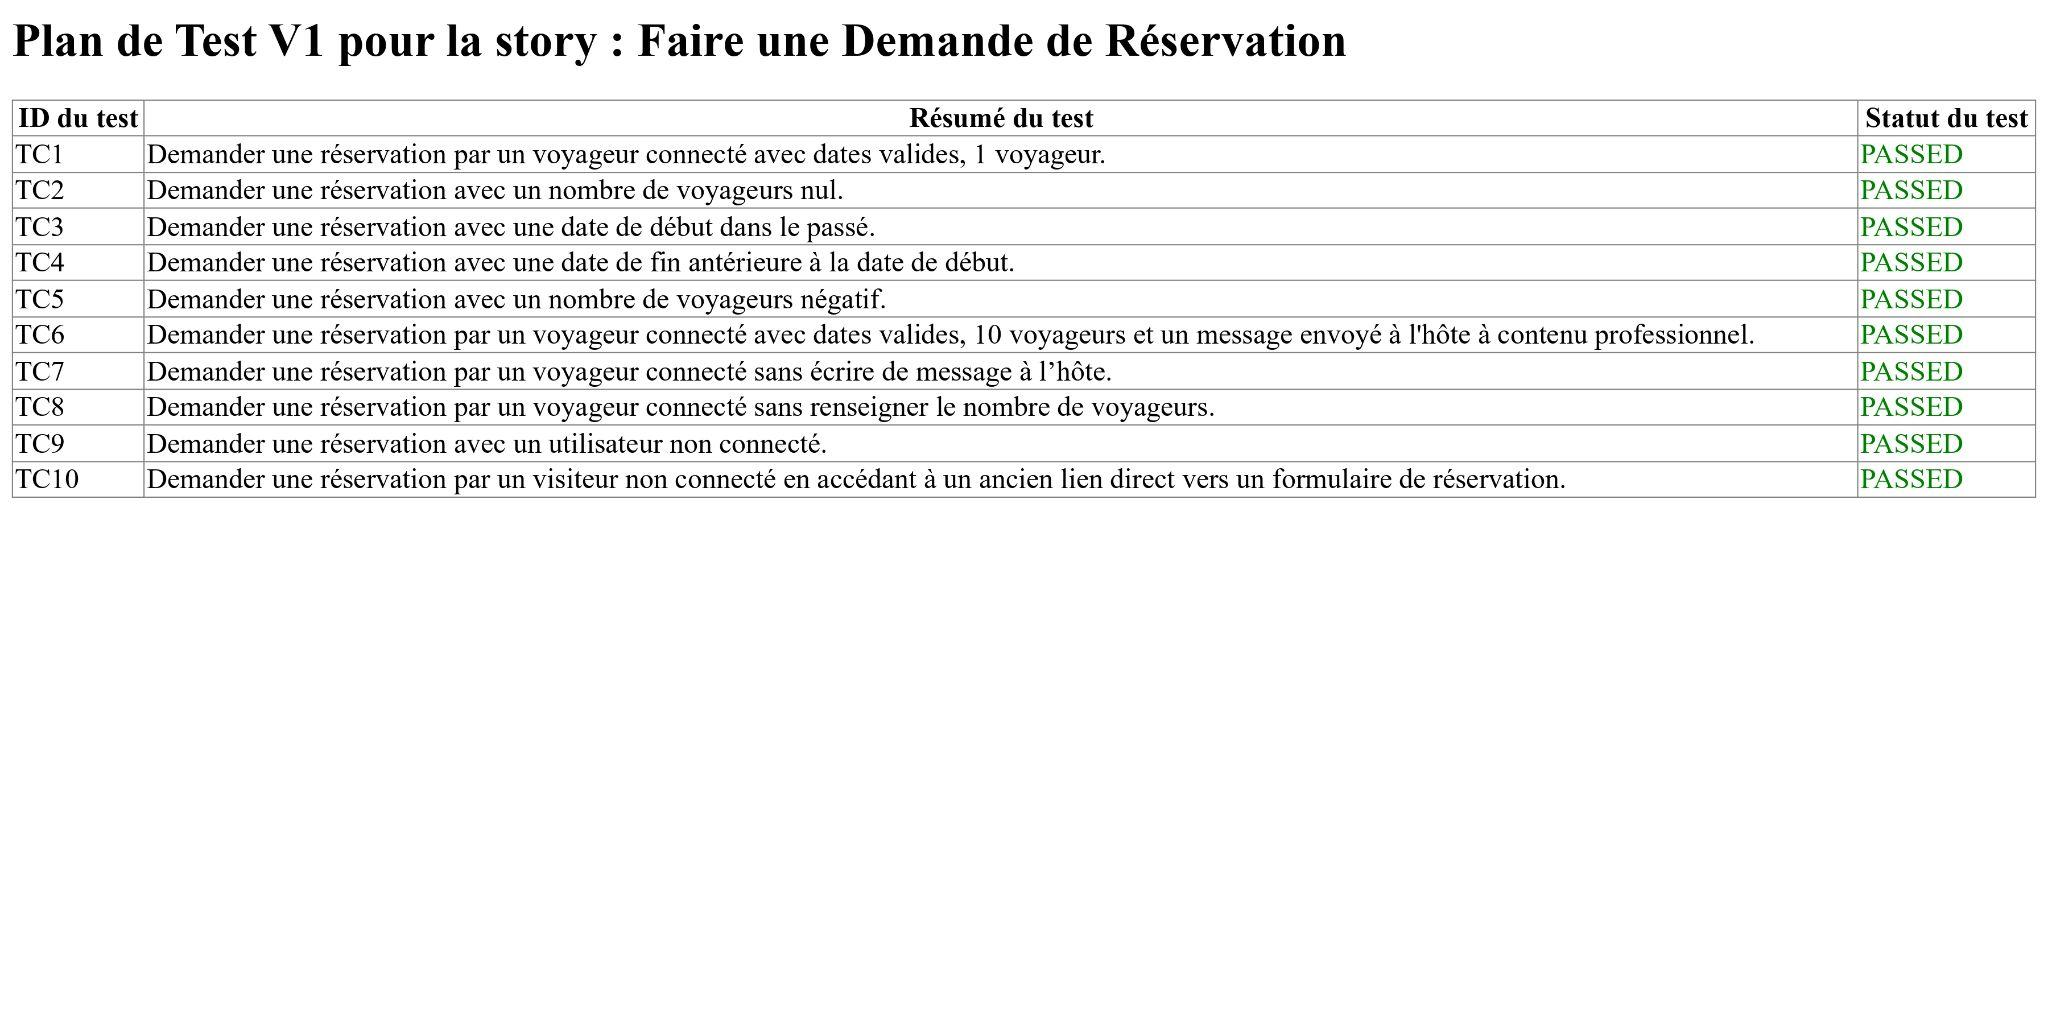 Plan de Test V1 pour la story : Faire une Demande de Réservation
ID du test Résumé du test Statut du test
TC1 Demander une réservation par un voyageur connecté avec dates valides, 1 voyageur. PASSED
TC2 Demander une réservation avec un nombre de voyageurs nul. PASSED
TC3 Demander une réservation avec une date de début dans le passé. PASSED
TC4 Demander une réservation avec une date de fin antérieure à la date de début. PASSED
TC5 Demander une réservation avec un nombre de voyageurs négatif. PASSED
TC6 Demander une réservation par un voyageur connecté avec dates valides, 10 voyageurs et un message envoyé à l'hôte à contenu professionnel. PASSED
TC7 Demander une réservation par un voyageur connecté sans écrire de message à l’hôte. PASSED
TC8 Demander une réservation par un voyageur connecté sans renseigner le nombre de voyageurs. PASSED
TC9 Demander une réservation avec un utilisateur non connecté. PASSED
TC10 Demander une réservation par un visiteur non connecté en accédant à un ancien lien direct vers un formulaire de réservation. PASSED